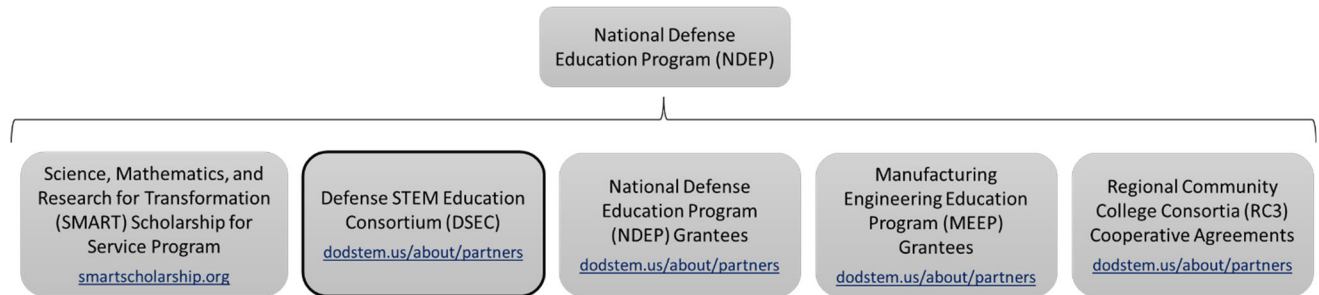 National Defense
Education Program (NDEP)
Science, Mathematics, and
Research for Transformation
(SMART) Scholarship for
Service Program
smartscholarship.org
Defense STEM Education
Consortium (DSEC)
dodstem.us/about/partners
National Defense
Education Program
(NDEP) Grantees
dodstem.us/about/partners
Manufacturing
Engineering Education
Program (MEEP)
Grantees
dodstem.us/about/partners
Regional Community
College Consortia (RC3)
Cooperative Agreements
dodstem.us/about/partners